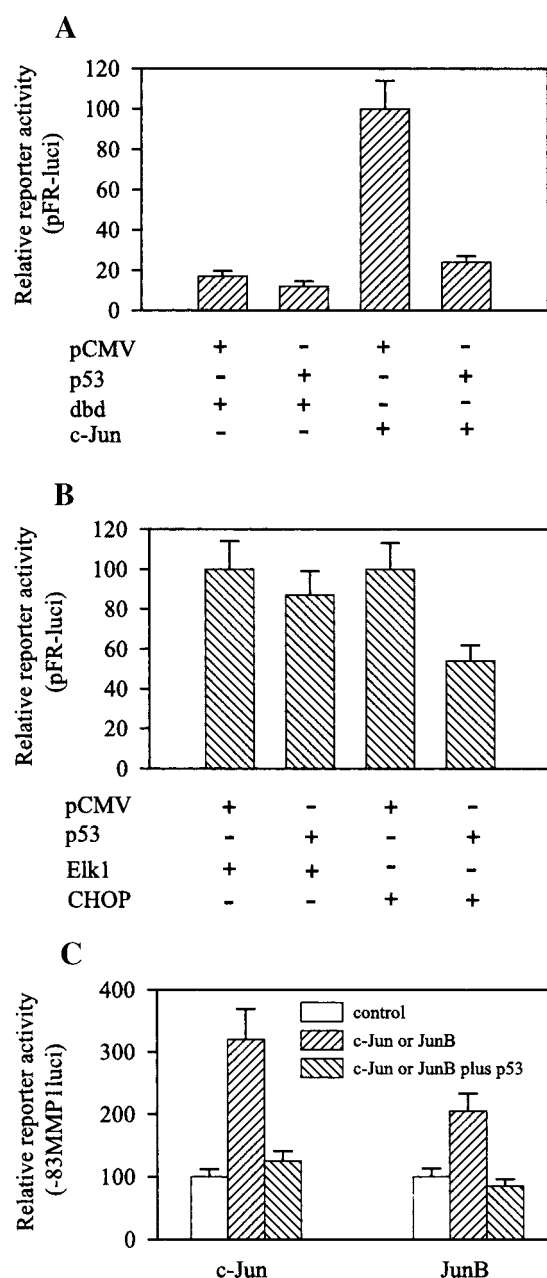 A
Relative reporter activity
(pFR-luci)
120
100
80
60
40
20
0
pCMV + - + -
p53 - + - +
dbd + + - -
c-Jun - - + +
B
Relative reporter activity
(pFR-luci)
120
100
80
60
40
20
0
pCMV + - + -
p53 - + - +
Elk1 + + - -
CHOP - - + +
C
Relative reporter activity
(-83MMP1luci)
400
300
200
100
0
control
c-Jun or JunB
c-Jun or JunB plus p53
c-Jun JunB